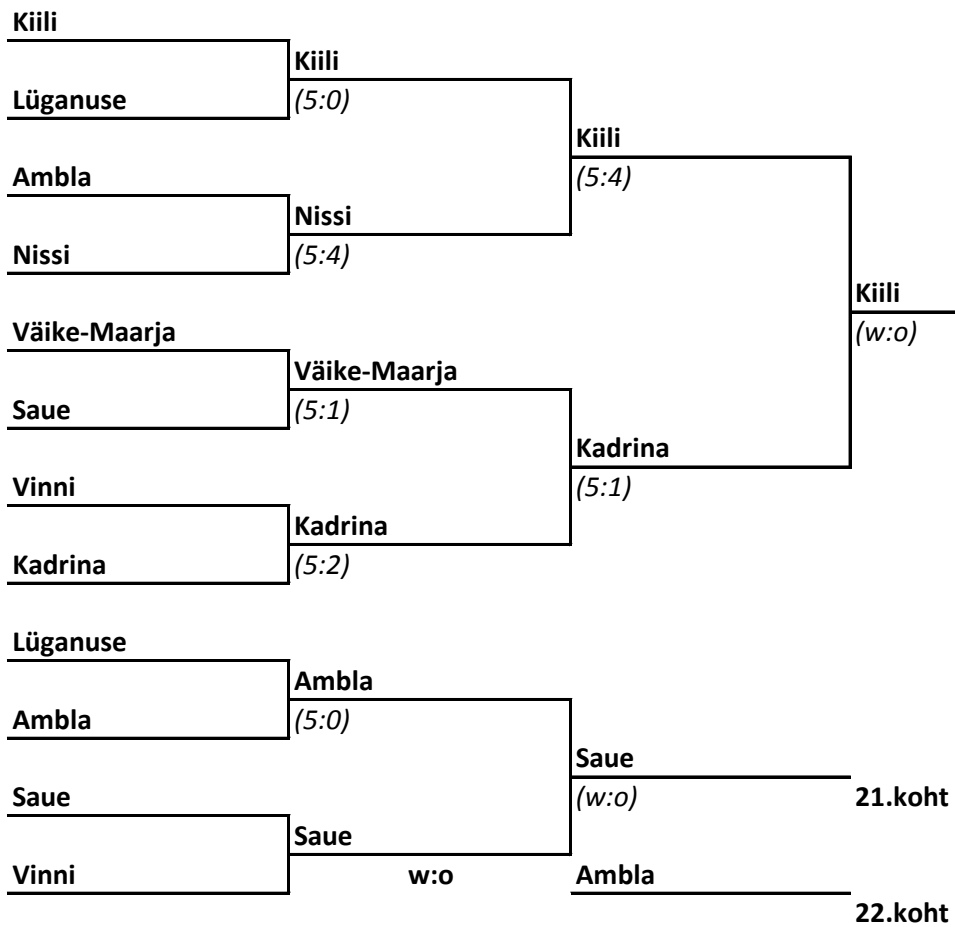 Kiili
Kiili
Lüganuse
(5:0)
Kiili
Ambla
(5:4)
Nissi
Nissi
(5:4)
Kiili
Väike-Maarja
(w:o)
Väike-Maarja
Saue
(5:1)
Kadrina
Vinni
(5:1)
Kadrina
Kadrina
(5:2)
Lüganuse
Ambla
Ambla
(5:0)
Saue
Saue
(w:o)
21.koht
Saue
Vinni
w:o
Ambla
22.koht